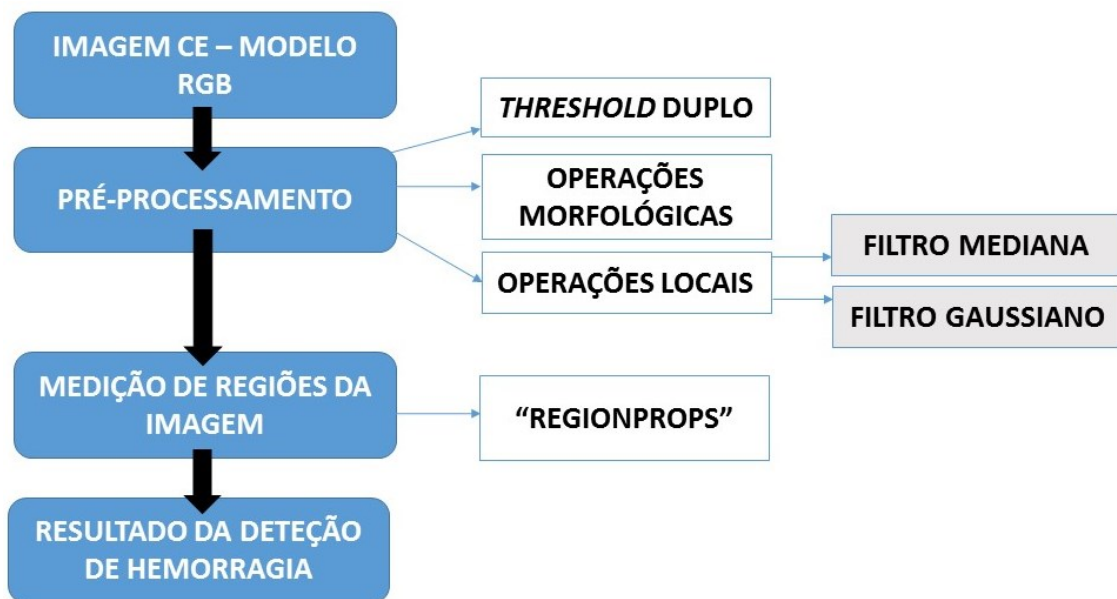 IMAGEM CE – MODELO
RGB
THRESHOLD DUPLO
PRÉ-PROCESSAMENTO
OPERAÇÕES
MORFOLÓGICAS
OPERAÇÕES LOCAIS
FILTRO MEDIANA
FILTRO GAUSSIANO
MEDIÇÃO DE REGIÕES DA
IMAGEM
“REGIONPROPS”
RESULTADO DA DETEÇÃO
DE HEMORRAGIA